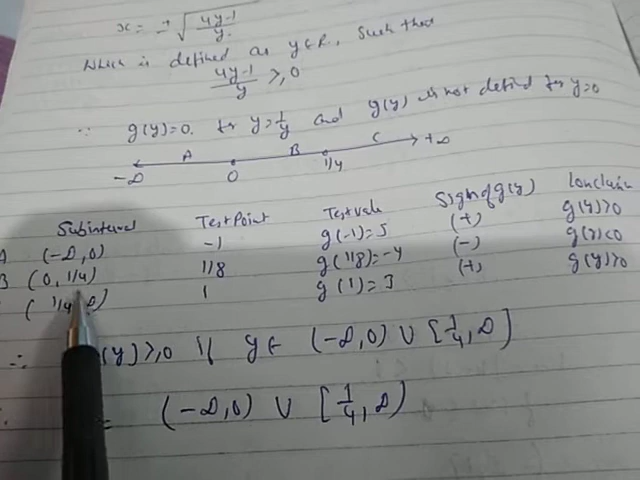 x = ± √(4y-1/y)
which is defined as y∈R, such that
4y-1/y ≥, 0
∵ g(y)=0 for y=1/4 and g(y) is not defind for y=0
-∞ A 0 B 1/4 C +∞
Subinterval Test Point Test value Sign of g(y) Conclusion
A (-∞,0) -1 g(-1)=5 (+) g(y)>0
B (0, 1/4) 1/8 g(1/8)=-4 (-) g(y)<0
(1/4, ∞) 1 g(1)=3 (+) g(y)>0
∴ (y) ≥, 0 if y∈ (-∞,0) ∪ [1/4, ∞]
= (-∞,0) ∪ [1/4, ∞)